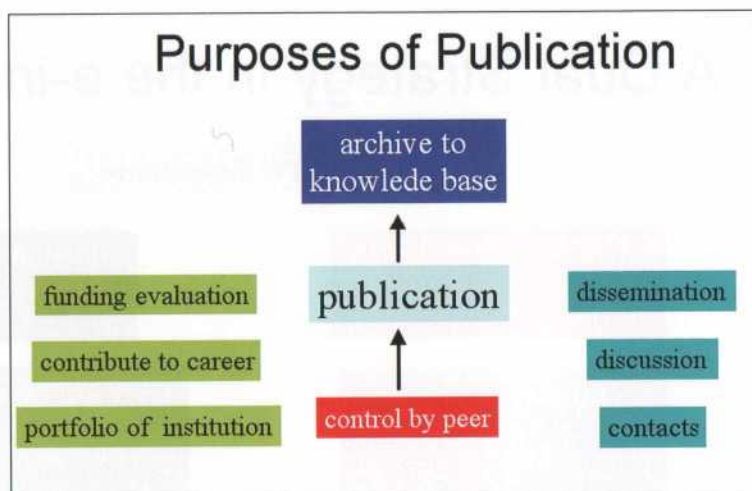 Purposes of Publication
archive to
knowlede base
funding evaluation
publication
dissemination
contribute to career
discussion
portfolio of institution
control by peer
contacts